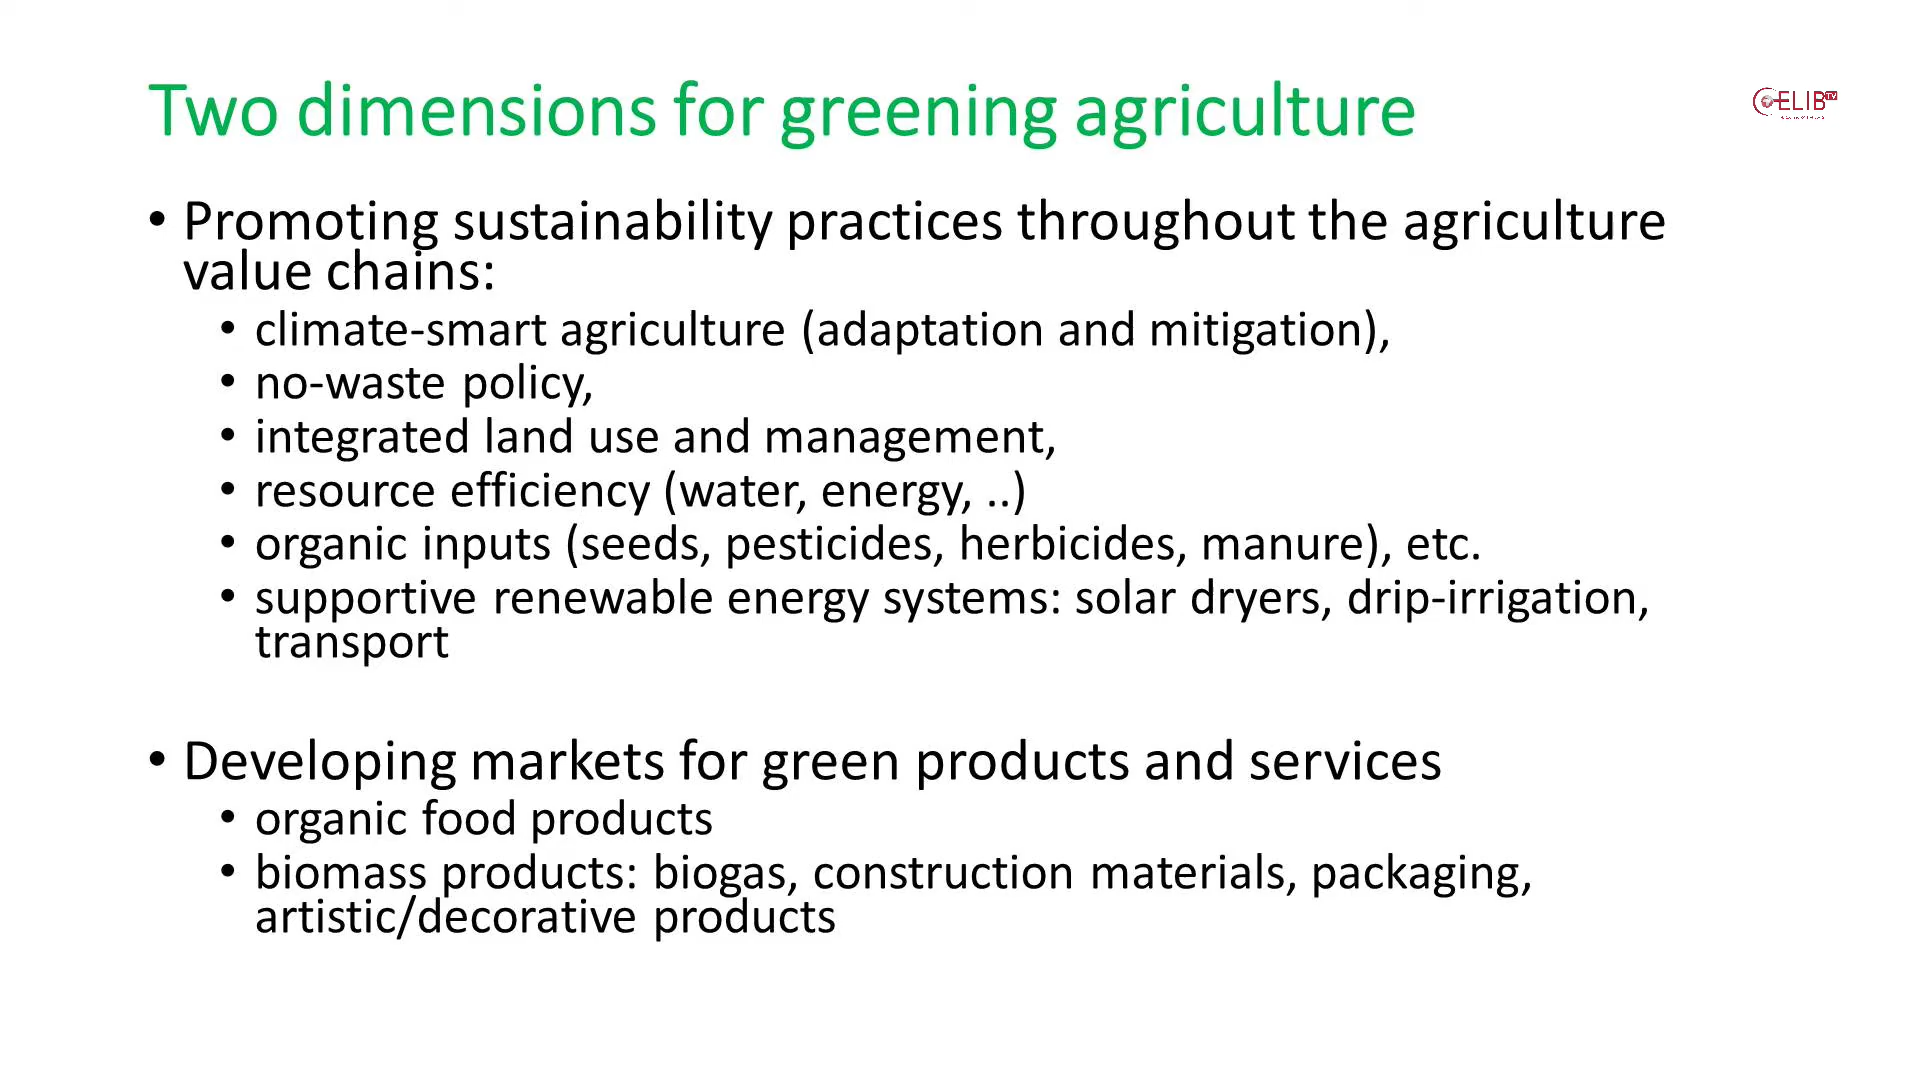 Two dimensions for greening agriculture
ELIB TV
• Promoting sustainability practices throughout the agriculture
value chains:
• climate-smart agriculture (adaptation and mitigation),
• no-waste policy,
• integrated land use and management,
• resource efficiency (water, energy, ..)
• organic inputs (seeds, pesticides, herbicides, manure), etc.
• supportive renewable energy systems: solar dryers, drip-irrigation,
transport
• Developing markets for green products and services
• organic food products
• biomass products: biogas, construction materials, packaging,
artistic/decorative products